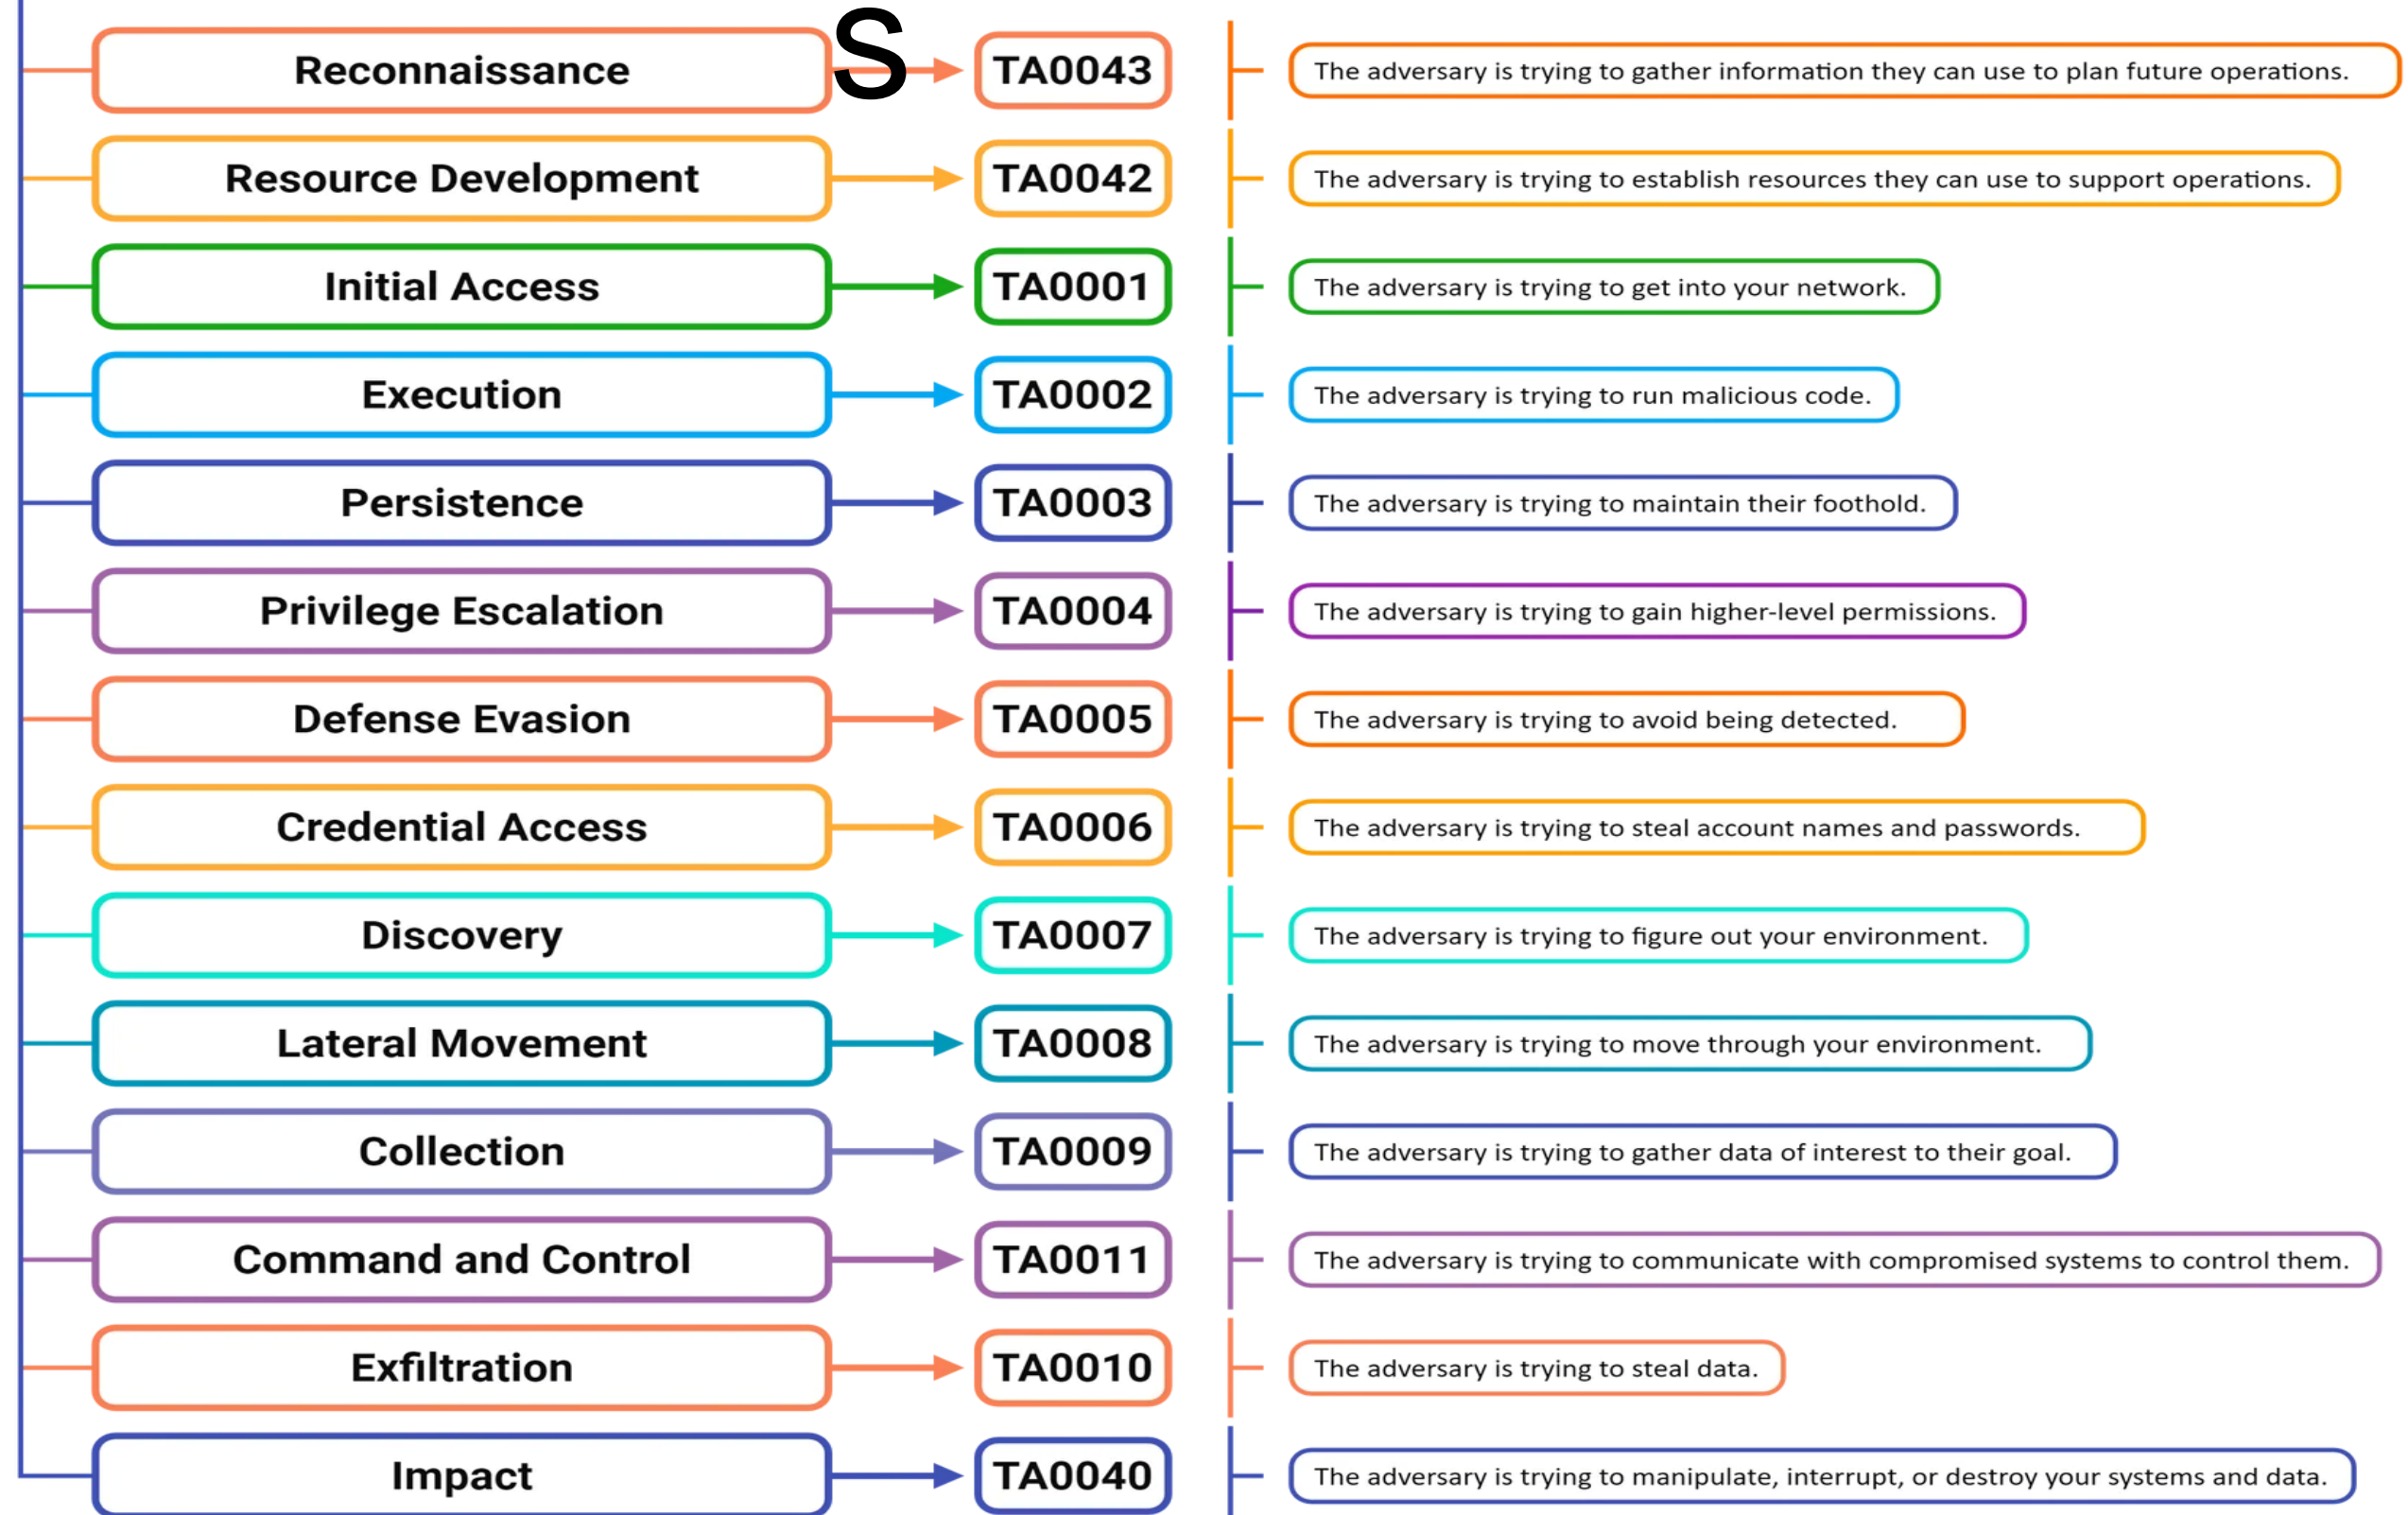 S
Reconnaissance TA0043 The adversary is trying to gather information they can use to plan future operations.
Resource Development TA0042 The adversary is trying to establish resources they can use to support operations.
Initial Access TA0001 The adversary is trying to get into your network.
Execution TA0002 The adversary is trying to run malicious code.
Persistence TA0003 The adversary is trying to maintain their foothold.
Privilege Escalation TA0004 The adversary is trying to gain higher-level permissions.
Defense Evasion TA0005 The adversary is trying to avoid being detected.
Credential Access TA0006 The adversary is trying to steal account names and passwords.
Discovery TA0007 The adversary is trying to figure out your environment.
Lateral Movement TA0008 The adversary is trying to move through your environment.
Collection TA0009 The adversary is trying to gather data of interest to their goal.
Command and Control TA0011 The adversary is trying to communicate with compromised systems to control them.
Exfiltration TA0010 The adversary is trying to steal data.
Impact TA0040 The adversary is trying to manipulate, interrupt, or destroy your systems and data.